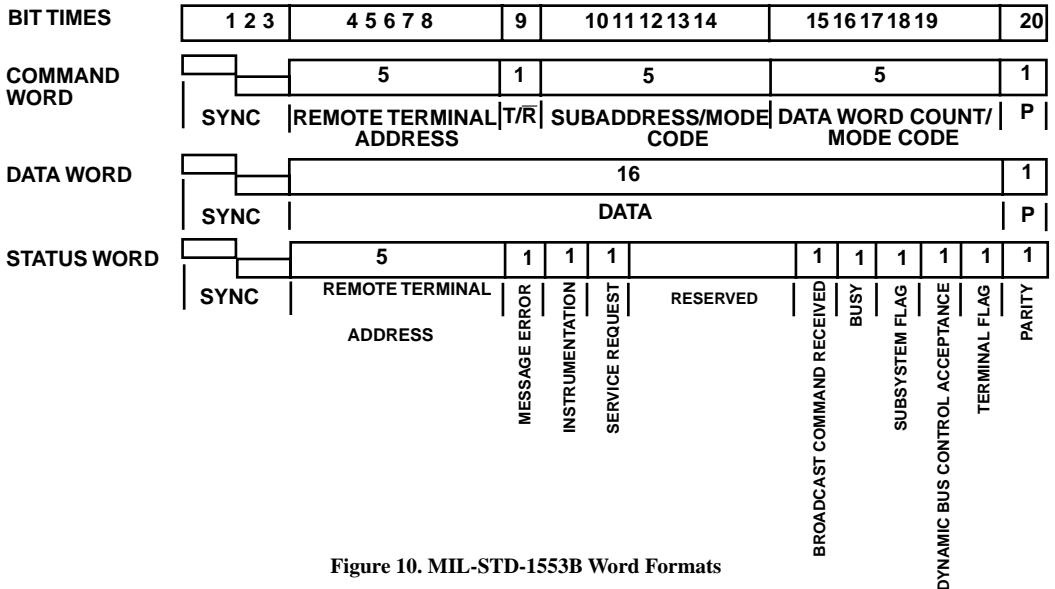 BIT TIMES 1 2 3 4 5 6 7 8 9 10 11 12 13 14 15 16 17 18 19 20
COMMAND WORD 5 1 5 5 1
SYNC REMOTE TERMINAL ADDRESS T/R̅ SUBADDRESS/MODE CODE DATA WORD COUNT/ MODE CODE P
DATA WORD 16 1
SYNC DATA P
STATUS WORD 5 1 1 1 1 1 1 1 1 1
SYNC
REMOTE TERMINAL
ADDRESS
MESSAGE ERROR
INSTRUMENTATION
SERVICE REQUEST
RESERVED
BROADCAST COMMAND RECEIVED
BUSY
SUBSYSTEM FLAG
DYNAMIC BUS CONTROL ACCEPTANCE
TERMINAL FLAG
PARITY
Figure 10. MIL-STD-1553B Word Formats